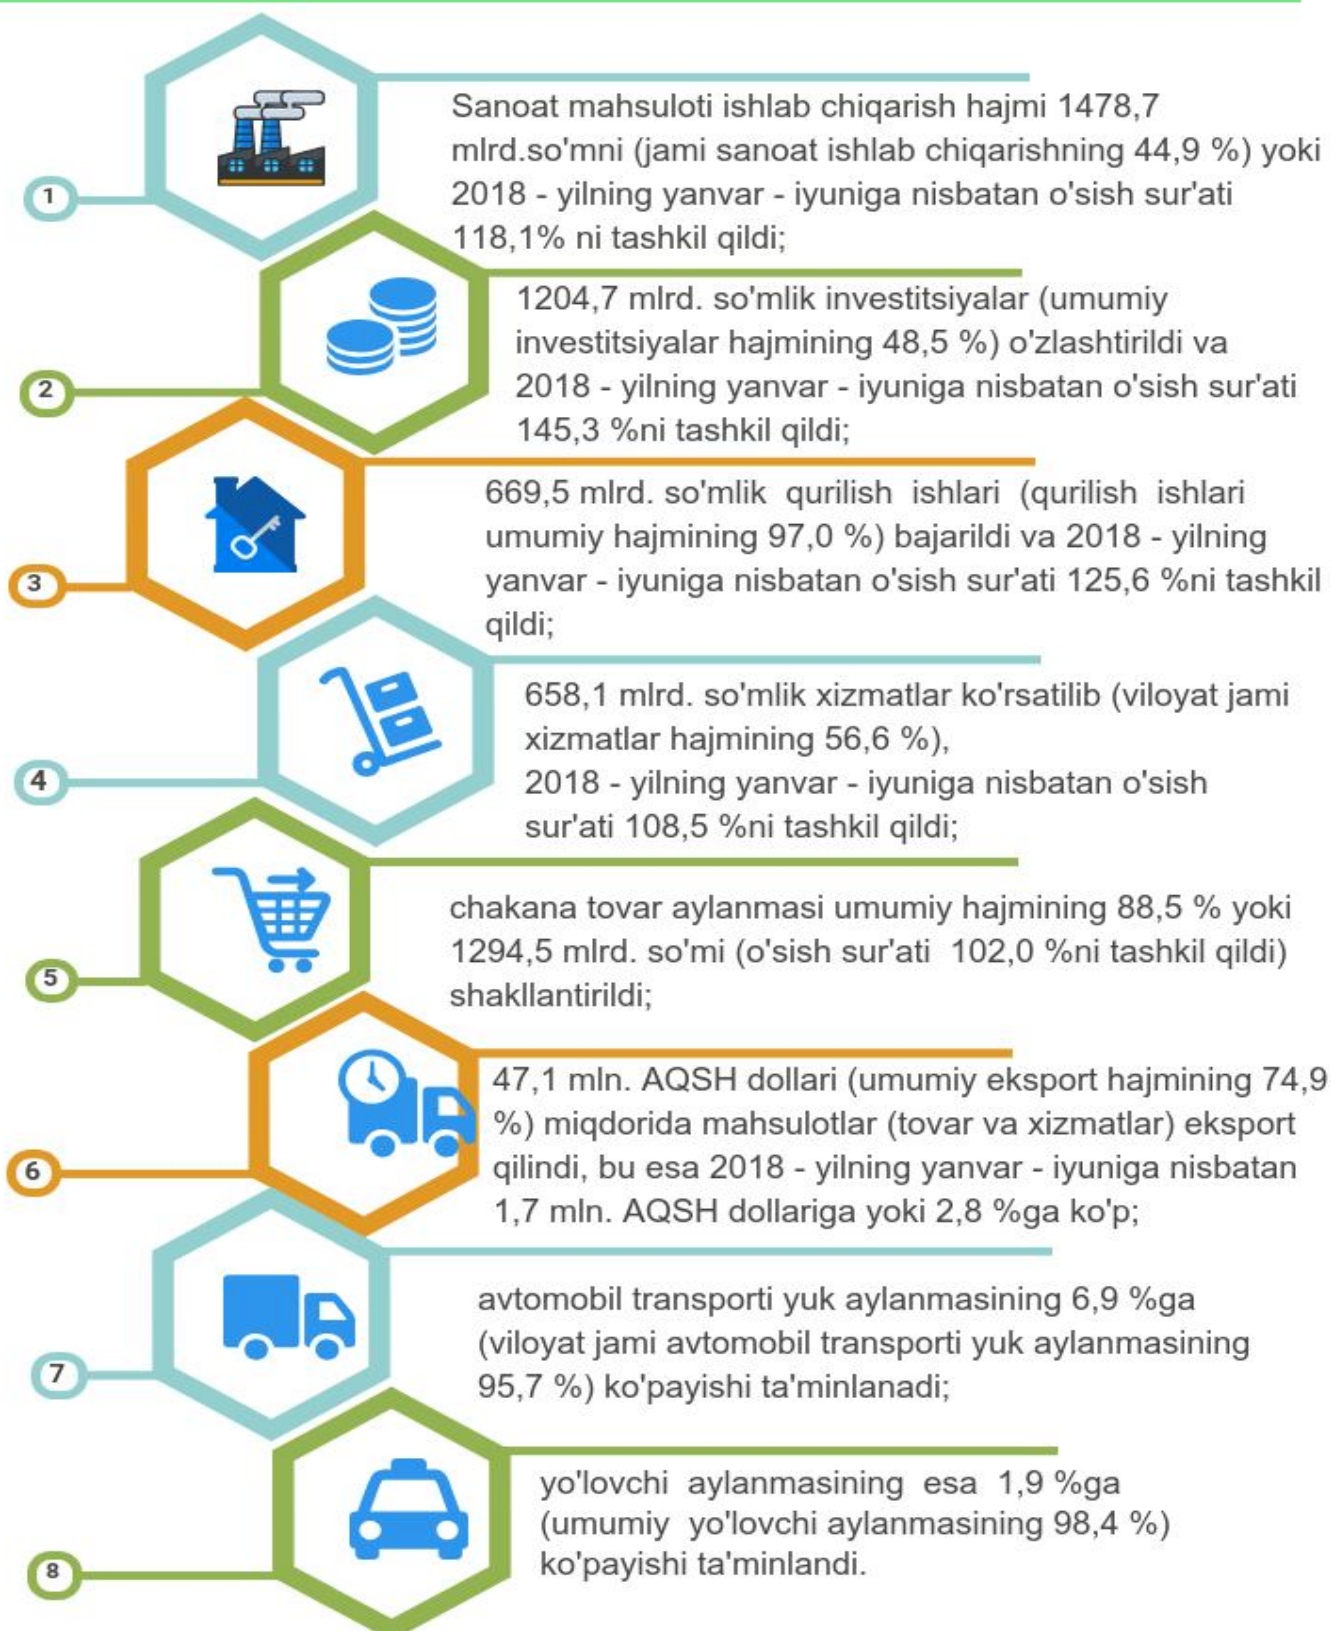 1
Sanoat mahsuloti ishlab chiqarish hajmi 1478,7
mlrd.so'mni (jami sanoat ishlab chiqarishning 44,9 %) yoki
2018 - yilning yanvar - iyuniga nisbatan o'sish sur'ati
118,1% ni tashkil qildi;
2
1204,7 mlrd. so'mlik investitsiyalar (umumiy
investitsiyalar hajmining 48,5 %) o'zlashtirildi va
2018 - yilning yanvar - iyuniga nisbatan o'sish sur'ati
145,3 %ni tashkil qildi;
3
669,5 mlrd. so'mlik qurilish ishlari (qurilish ishlari
umumiy hajmining 97,0 %) bajarildi va 2018 - yilning
yanvar - iyuniga nisbatan o'sish sur'ati 125,6 %ni tashkil
qildi;
4
658,1 mlrd. so'mlik xizmatlar ko'rsatilib (viloyat jami
xizmatlar hajmining 56,6 %),
2018 - yilning yanvar - iyuniga nisbatan o'sish
sur'ati 108,5 %ni tashkil qildi;
5
chakana tovar aylanmasi umumiy hajmining 88,5 % yoki
1294,5 mlrd. so'mi (o'sish sur'ati 102,0 %ni tashkil qildi)
shakllantirildi;
6
47,1 mln. AQSH dollari (umumiy eksport hajmining 74,9
%) miqdorida mahsulotlar (tovar va xizmatlar) eksport
qilindi, bu esa 2018 - yilning yanvar - iyuniga nisbatan
1,7 mln. AQSH dollariga yoki 2,8 %ga ko'p;
7
avtomobil transporti yuk aylanmasining 6,9 %ga
(viloyat jami avtomobil transporti yuk aylanmasining
95,7 %) ko'payishi ta'minlanadi;
8
yo'lovchi aylanmasining esa 1,9 %ga
(umumiy yo'lovchi aylanmasining 98,4 %)
ko'payishi ta'minlandi.